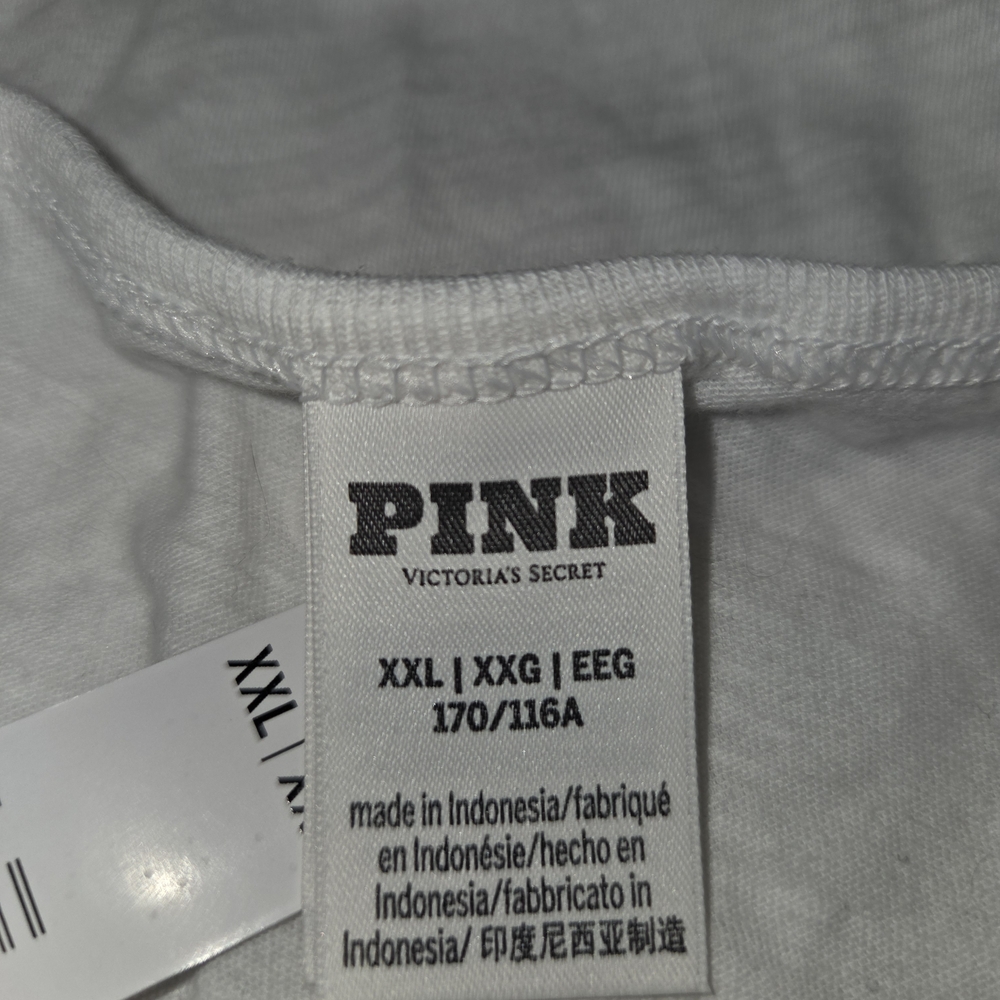 PINK
VICTORIA'S SECRET
XXL | XXG | EEG
170/116A
made in Indonesia/fabriqué
en Indonésie/hecho en
Indonesia/fabbricato in
Indonesia/ 印度尼西亚制造
XXL |